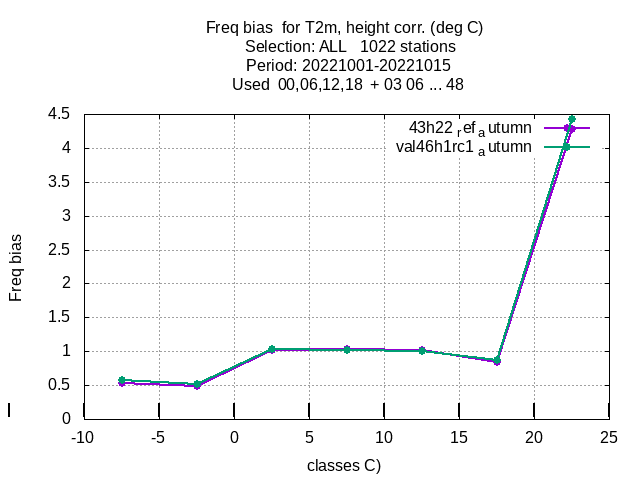 Freq bias  for T2m, height corr. (deg C)
Selection: ALL   1022 stations
Period: 20221001-20221015
Used  00,06,12,18  + 03 06 ... 48
43h22 ref a utumn
val46h1rc1 a utumn
4.5
4
3.5
3
2.5
2
1.5
1
0.5
0
Freq bias
-10 -5 0 5 10 15 20 25
classes C)